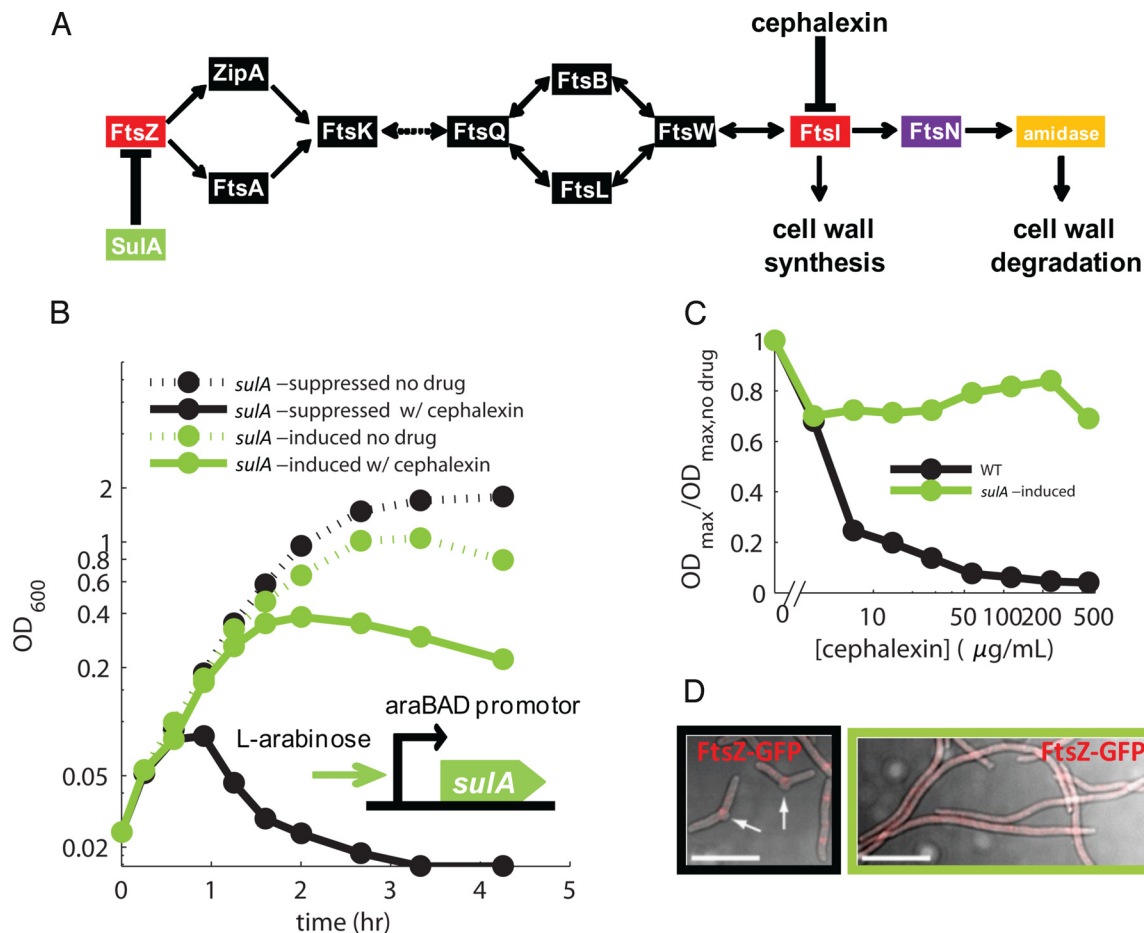 A
cephalexin
ZipA
FtsB
FtsZ
FtsK
FtsQ
FtsW
FtsI
FtsN
amidase
FtsA
FtsL
SulA
cell wall
synthesis
cell wall
degradation
B
sulA –suppressed no drug
sulA –suppressed w/ cephalexin
sulA –induced no drug
sulA –induced w/ cephalexin
2
1
0.8
0.6
0.4
0.2
0.05
0.02
OD600
L-arabinose
araBAD promotor
sulA
0 1 2 3 4 5
time (hr)
C
1
0.8
0.6
0.4
0.2
0
ODmax/ODmax,no drug
WT
sulA –induced
0 10 50 100 200 500
[cephalexin] ( μg/mL)
D
FtsZ-GFP
FtsZ-GFP